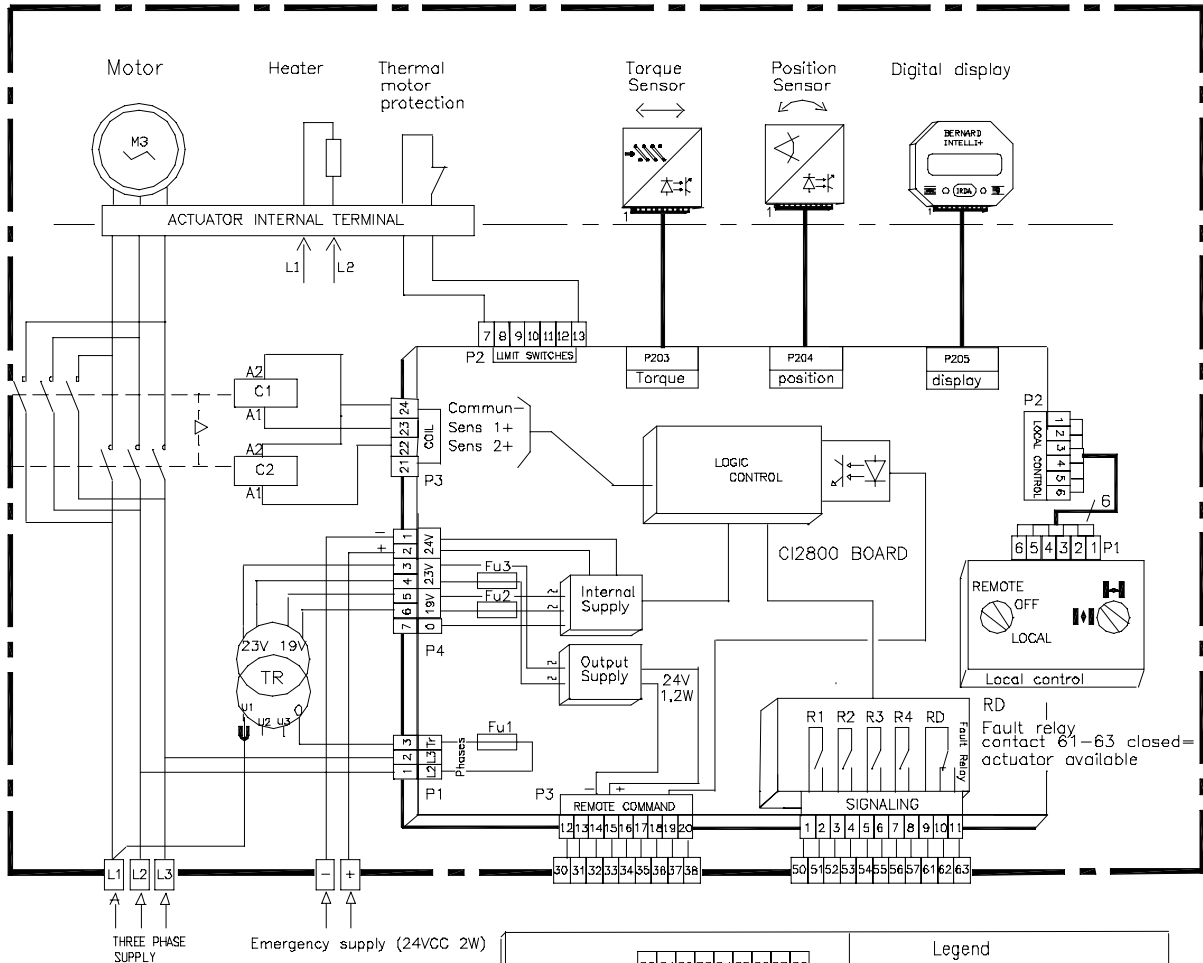 Motor
Heater
Thermal
motor
protection
Torque
Sensor
Position
Sensor
Digital display
M3
BERNARD
INTELLI+
IRDA
1
1
1
ACTUATOR INTERNAL TERMINAL
L1
L2
7 8 9 10 11 12 13
P2 LIMIT SWITCHES
P203
Torque
P204
position
P205
display
A2
C1
A1
A2
C2
A1
24
23
22
21
COIL
P3
Commun-
Sens 1+
Sens 2+
LOGIC
CONTROL
P2
LOCAL CONTROL
1
2
3
4
5
6
6
6 5 4 3 2 1 P1
CI2800 BOARD
- 1
+ 2
3
4
5
6
7
24V
23V
19V
0
P4
Fu3
Fu2
Internal
Supply
Output
Supply
24V
1,2W
REMOTE
OFF
LOCAL
Local control
23V 19V
TR
U1 U2 U3 0
3 Tr
2 L3
1 L2
Phases
Fu1
P1
R1 R2 R3 R4 RD
Fault Relay
RD
Fault relay
contact 61-63 closed=
actuator available
P3
- +
REMOTE COMMAND
12 13 14 15 16 17 18 19 20
30 31 32 33 34 35 36 37 38
SIGNALING
1 2 3 4 5 6 7 8 9 10 11
50 51 52 53 54 55 56 57 61 62 63
L1 L2 L3
- +
THREE PHASE
SUPPLY
Emergency supply (24VCC 2W)
Legend